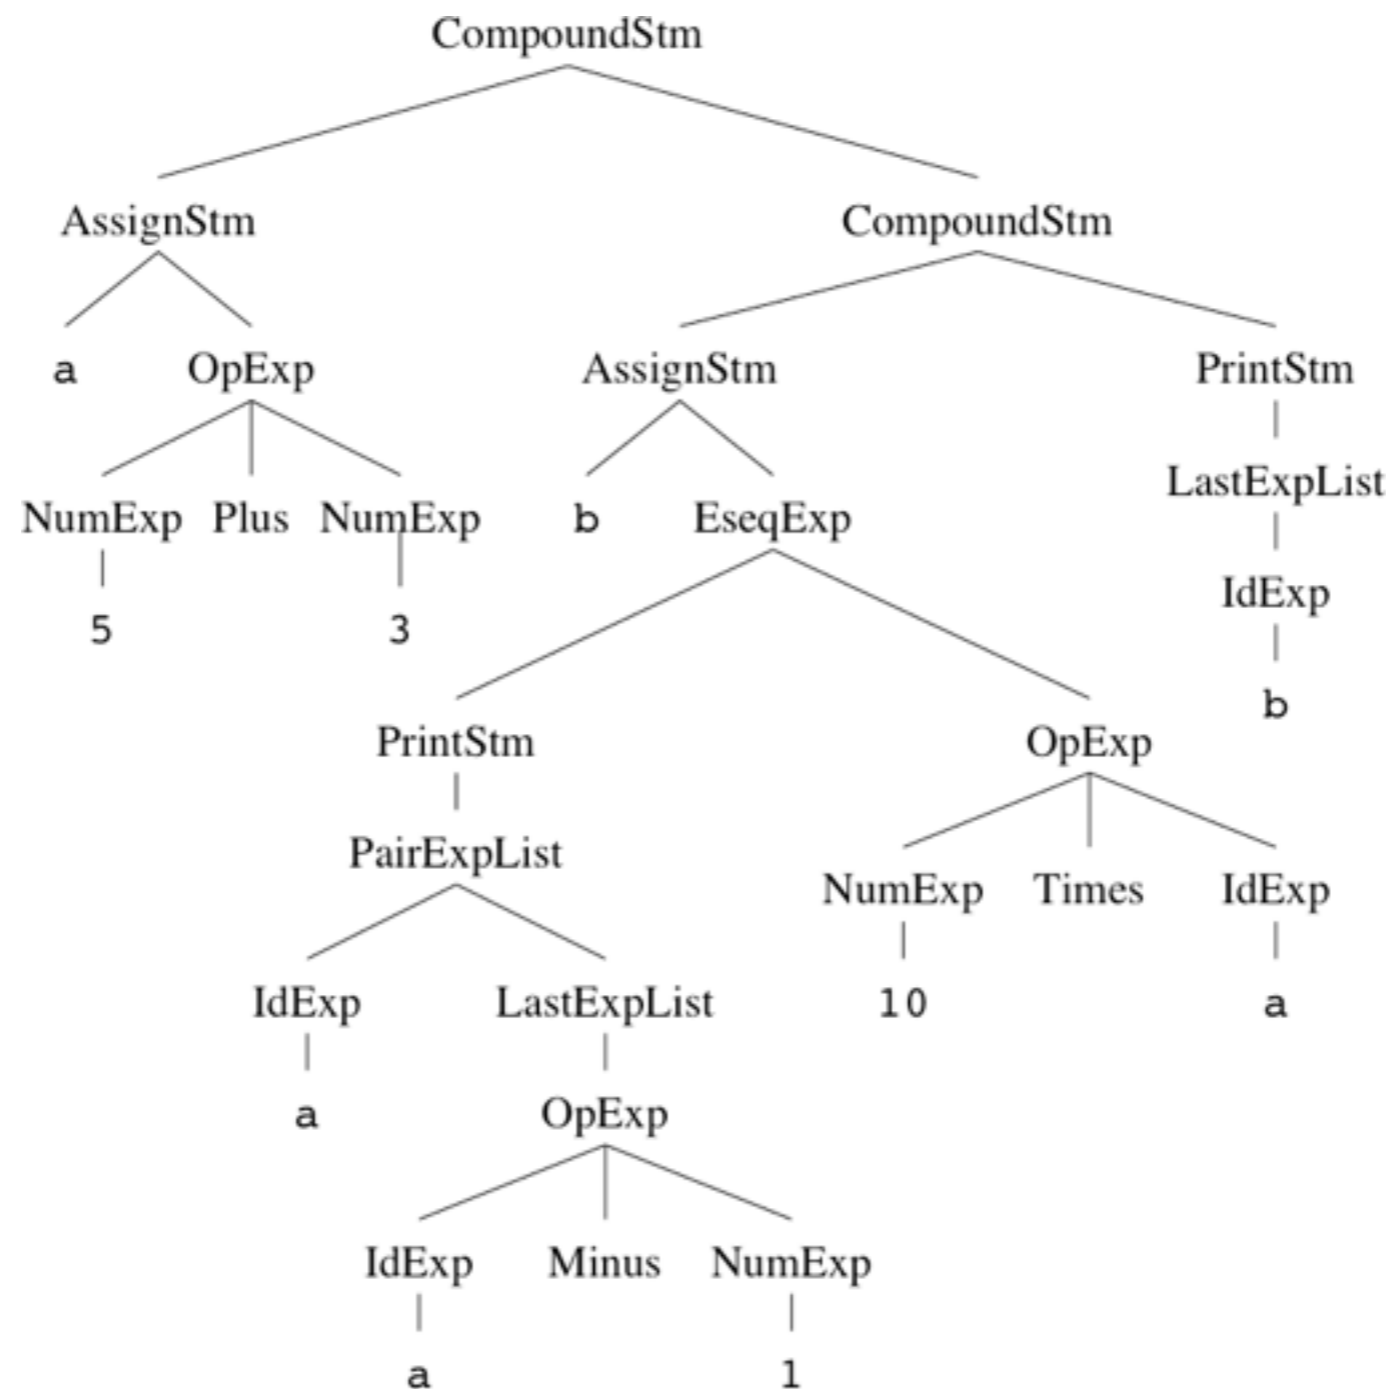 CompoundStm
AssignStm CompoundStm
a OpExp AssignStm PrintStm
LastExpList
NumExp Plus NumExp b EseqExp
IdExp
5 3
b
PrintStm OpExp
PairExpList
NumExp Times IdExp
IdExp LastExpList 10 a
a OpExp
IdExp Minus NumExp
a 1